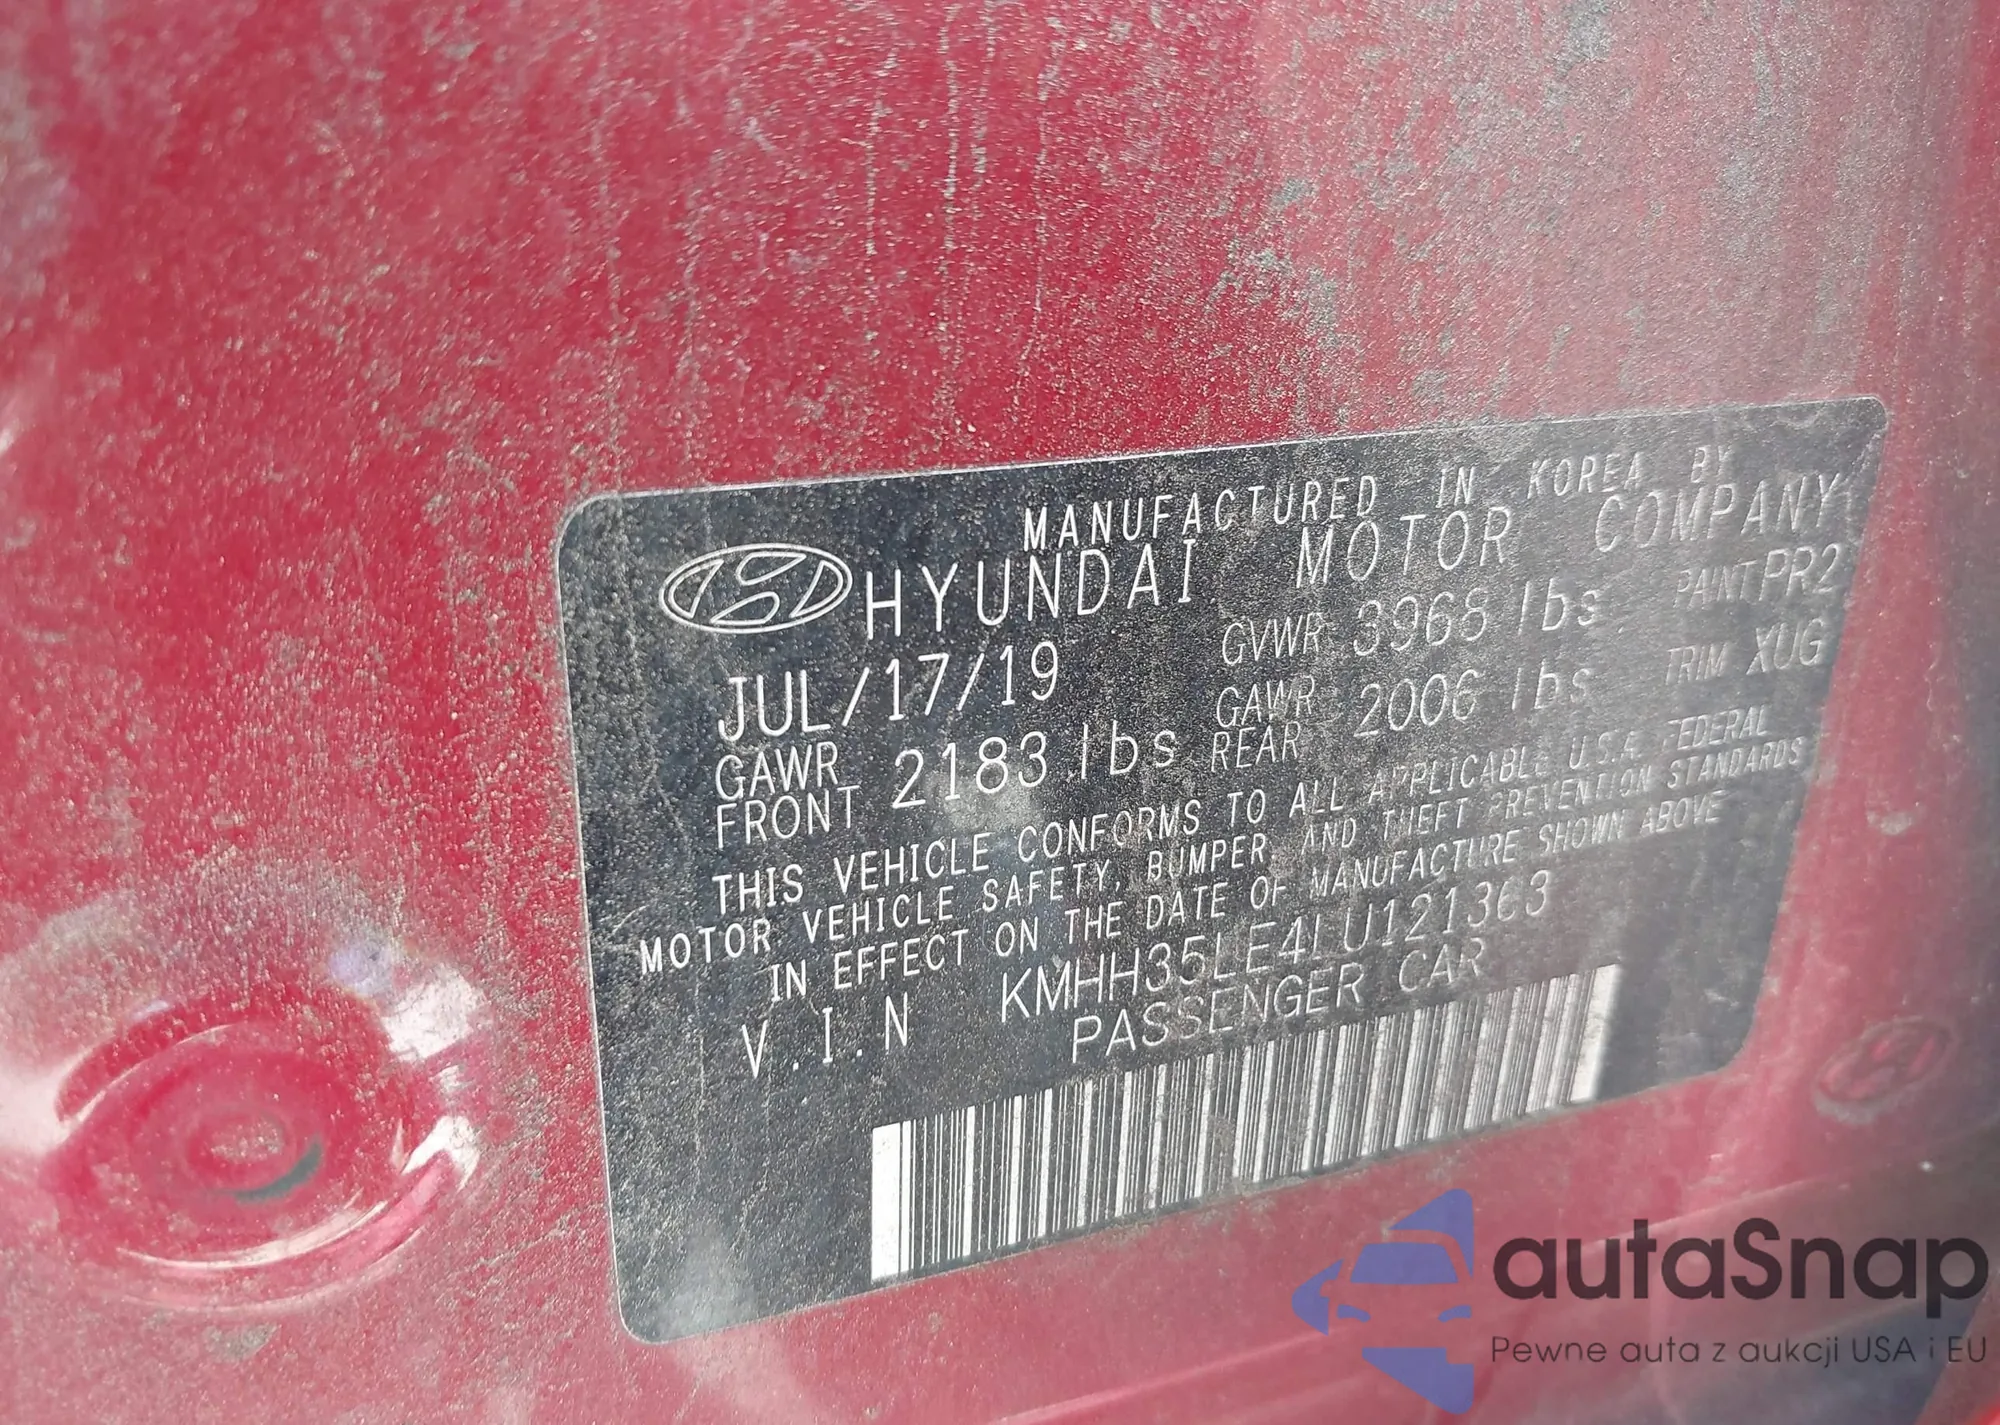 MANUFACTURED IN KOREA BY
HYUNDAI MOTOR COMPANY
JUL/17/19 GVWR 3968 lbs PAINT PR2
GAWR FRONT 2183 lbs GAWR REAR 2006 lbs TRIM XUG
THIS VEHICLE CONFORMS TO ALL APPLICABLE U.S.A. FEDERAL
MOTOR VEHICLE SAFETY, BUMPER, AND THEFT PREVENTION STANDARDS
IN EFFECT ON THE DATE OF MANUFACTURE SHOWN ABOVE
V.I.N KMHH35LE4LU121363
PASSENGER CAR
autaSnap
Pewne auta z aukcji USA i EU